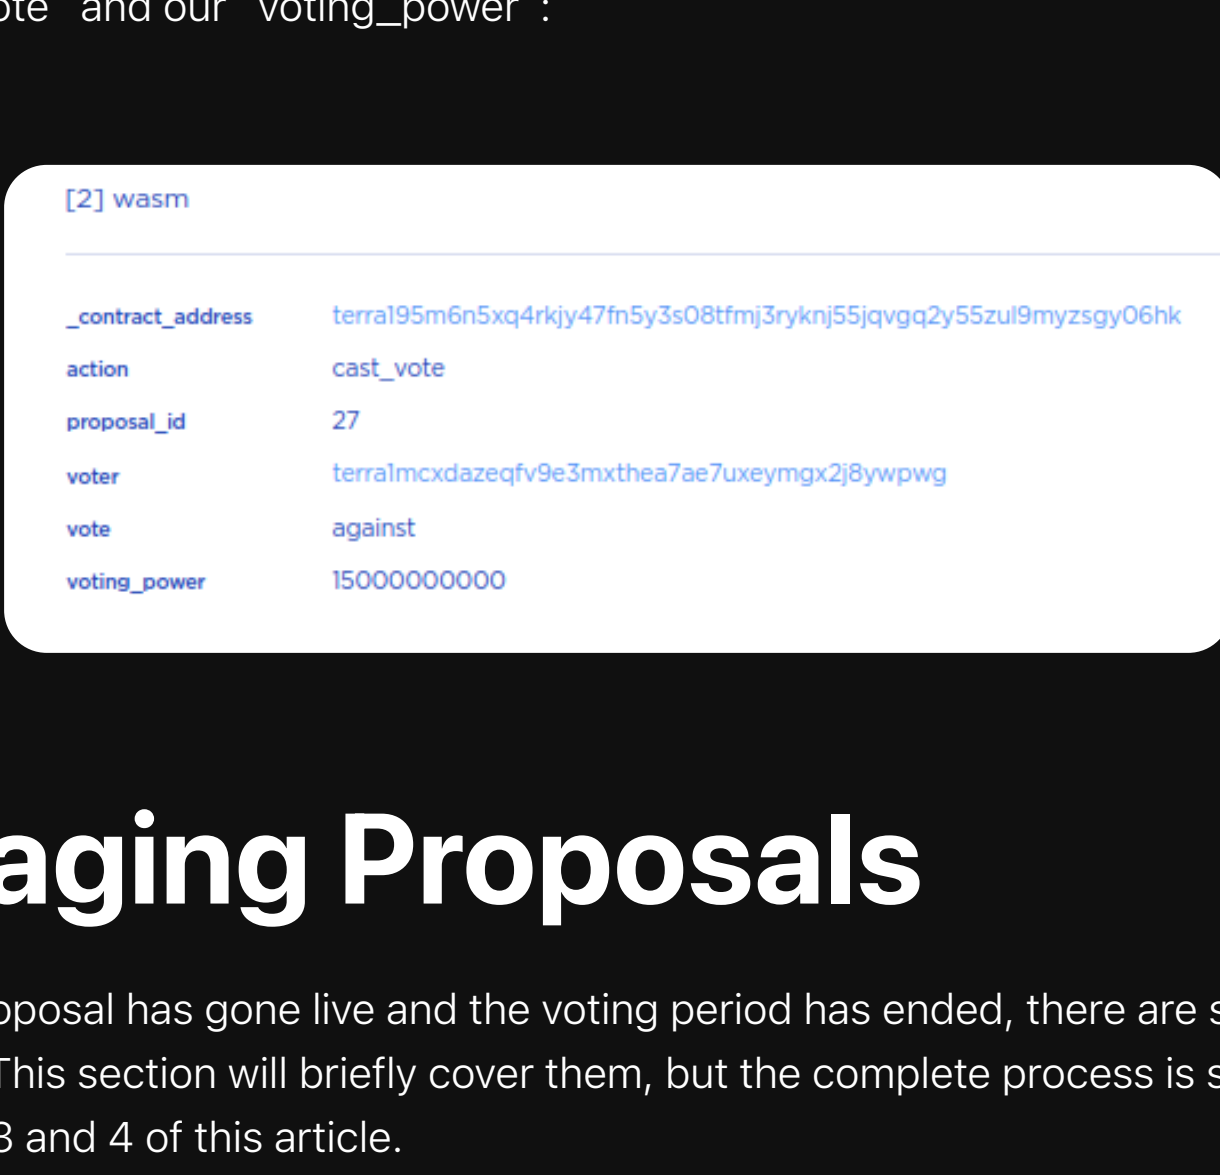 and our `voting_power`:
[2] wasm
_contract_address terra195m6n5xq4rkjy47fn5y3s08tfmj3ryknj55jqvgq2y55zul9myzsgy06hk
action cast_vote
proposal_id 27
voter terra1mcxdazeqfv9e3mxthea7ae7uxeymgx2j8ywpwg
vote against
voting_power 15000000000
aging Proposals
oposal has gone live and the voting period has ended, there are s
This section will briefly cover them, but the complete process is s
3 and 4 of this article.